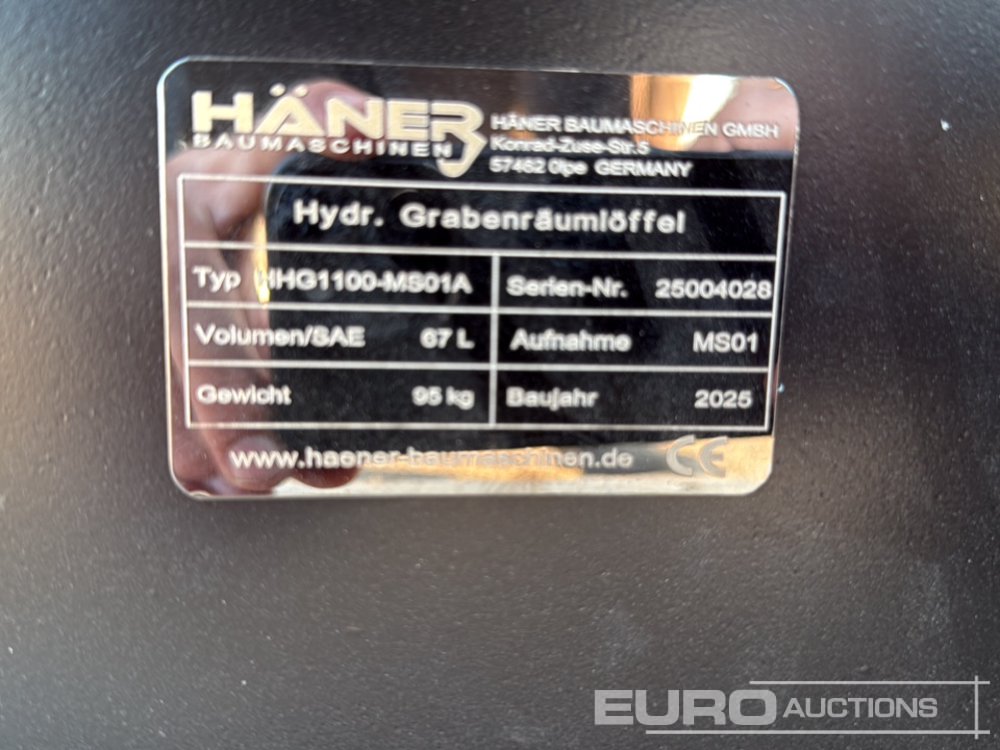 HÄNER
BAUMASCHINEN
HÄNER BAUMASCHINEN GMBH
Konrad-Zuse-Str.5
57462 Olpe GERMANY
Hydr. Grabenräumlöffel
Typ HHG1100-MS01A Serien-Nr. 25004028
Volumen/SAE 67 L Aufnahme MS01
Gewicht 95 kg Baujahr 2025
www.haener-baumaschinen.de CE
EURO AUCTIONS